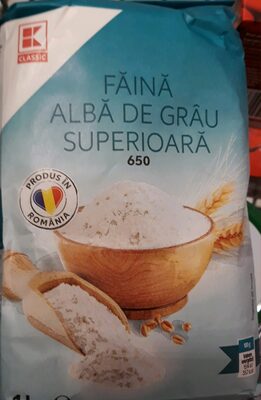 K
CLASSIC
FĂINĂ
ALBĂ DE GRÂU
SUPERIOARĂ
650
PRODUS ÎN
ROMÂNIA